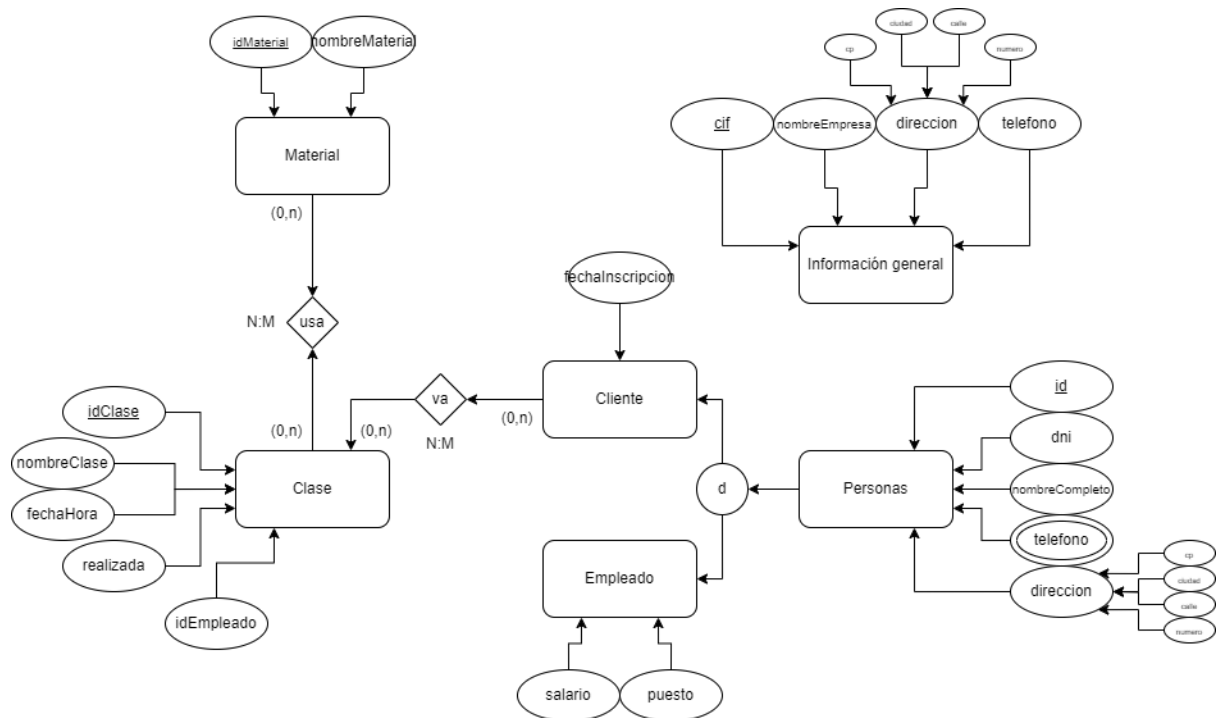 idMaterial
nombreMaterial
Material
(0,n)
usa
N:M
ciudad
calle
cp
numero
cif
nombreEmpresa
direccion
telefono
Información general
fechaInscripcion
Cliente
va
(0,n)
(0,n)
N:M
idClase
nombreClase
fechaHora
realizada
idEmpleado
(0,n)
Clase
d
Personas
id
dni
nombreCompleto
telefono
direccion
cp
ciudad
calle
numero
Empleado
salario
puesto